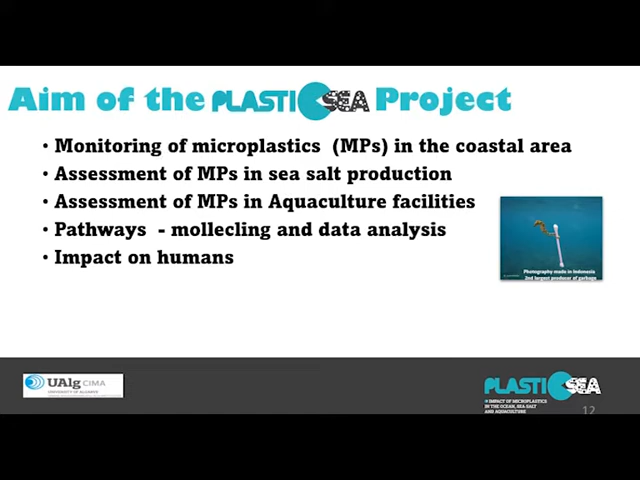 Aim of the PLASTICSEA Project
• Monitoring of microplastics (MPs) in the coastal area
• Assessment of MPs in sea salt production
• Assessment of MPs in Aquaculture facilities
• Pathways - mollecling and data analysis
• Impact on humans
Photography made in Indonesia
2nd largest producer of garbage
UAlg CIMA
UNIVERSITY OF ALGARVE
PLASTICSEA
IMPACT OF MICROPLASTICS
IN THE OCEAN, SEA SALT
AND AQUACULTURE
12